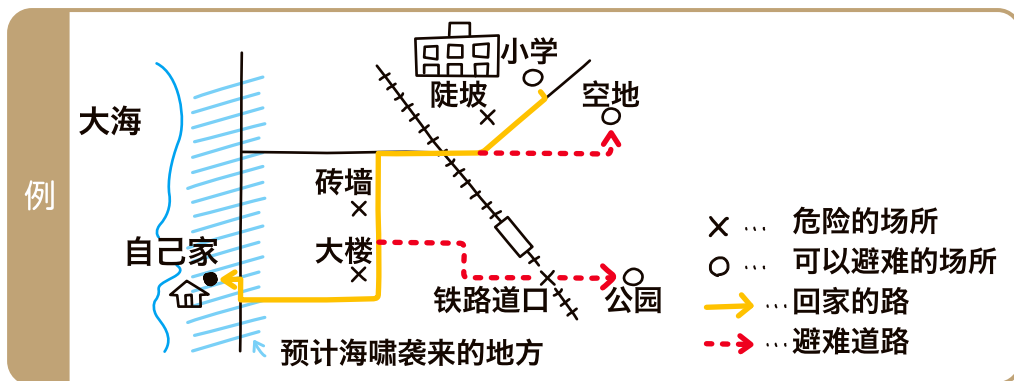 例
大海
小学
陡坡
空地
砖墙
自己家
大楼
铁路道口
公园
预计海啸袭来的地方
危险的场所
可以避难的场所
回家的路
避难道路